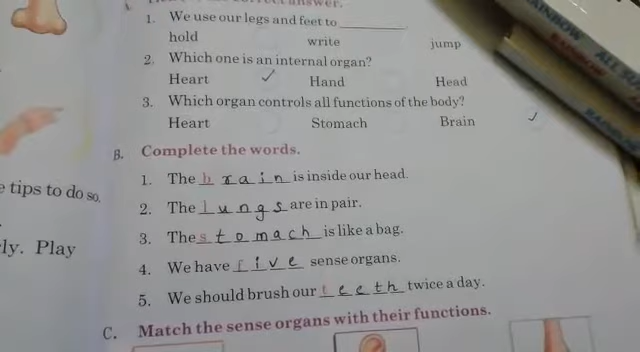 1. We use our legs and feet to ________
hold write jump
2. Which one is an internal organ?
Heart ✓ Hand Head
3. Which organ controls all functions of the body?
Heart Stomach Brain ✓
B. Complete the words.
1. The brain is inside our head.
2. The lungs are in pair.
3. The stomach is like a bag.
4. We have five sense organs.
5. We should brush our teeth twice a day.
C. Match the sense organs with their functions.
tips to do so.
Play
RAINBOW